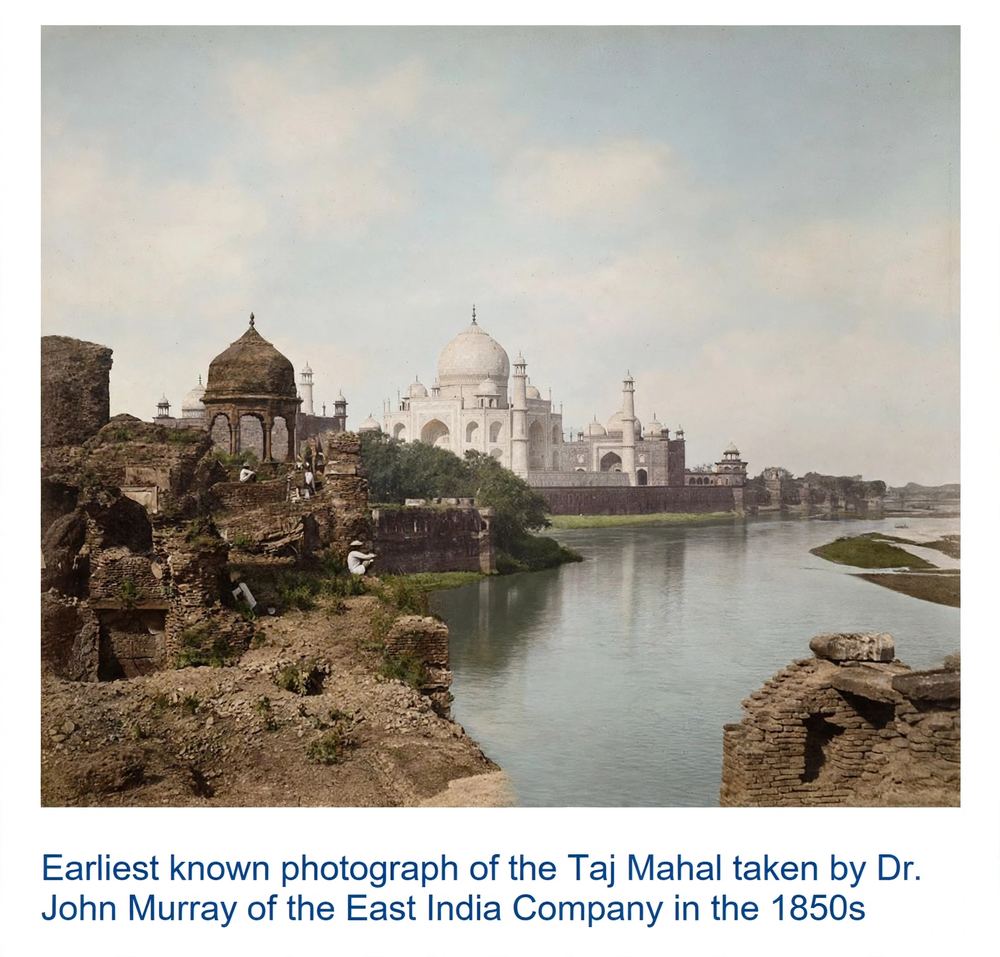 Earliest known photograph of the Taj Mahal taken by Dr.
John Murray of the East India Company in the 1850s